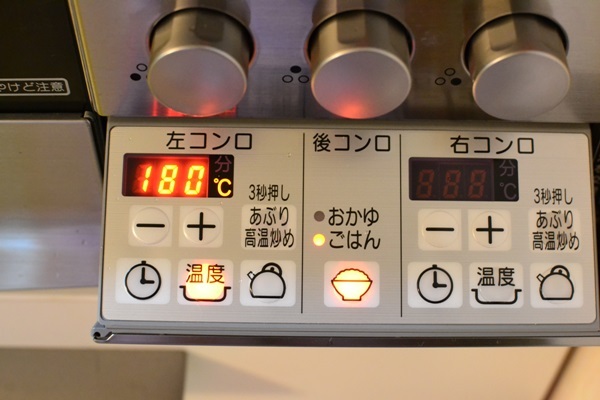 やけど注意
左コンロ
後コンロ
右コンロ
180
分
℃
3秒押し
あぶり
高温炒め
− +
温度
おかゆ
ごはん
分
℃
3秒押し
あぶり
高温炒め
− +
温度